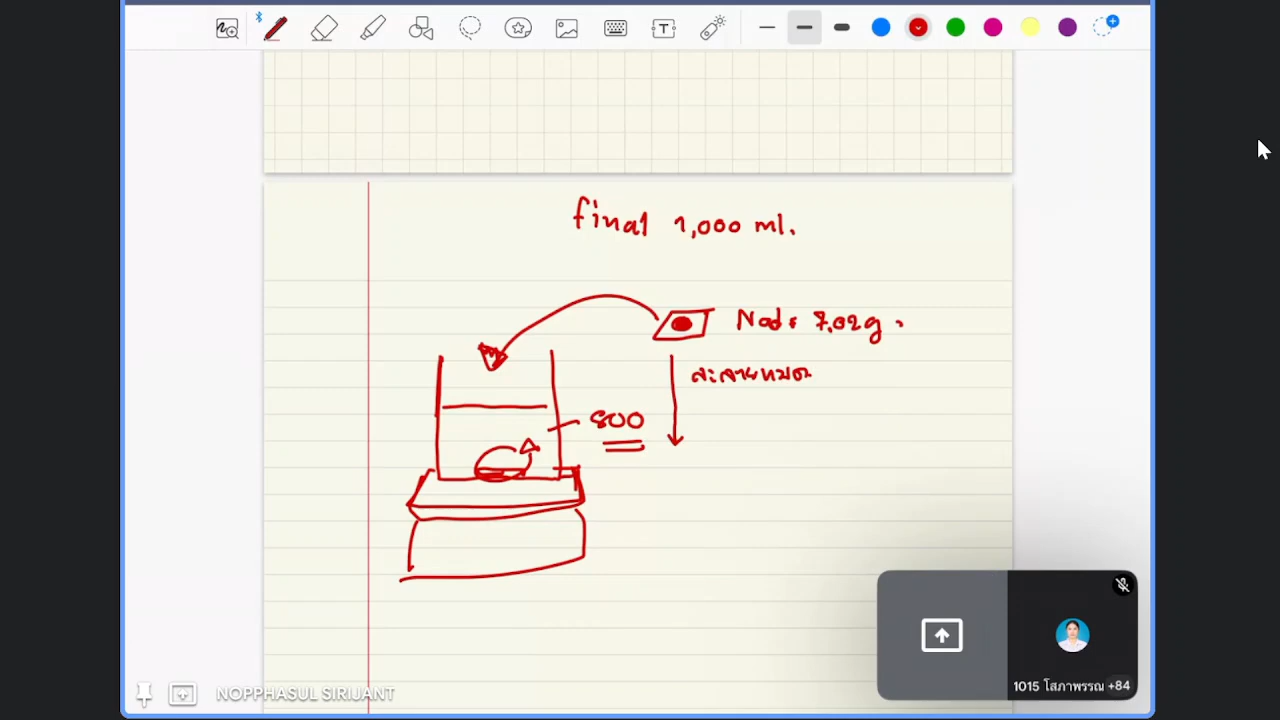 final 1,000 ml.
NaCl 7.02 g.
ละลายหมด
800
NOPPHASUL SIRIJANT
1015 โสภาพรรณ +84